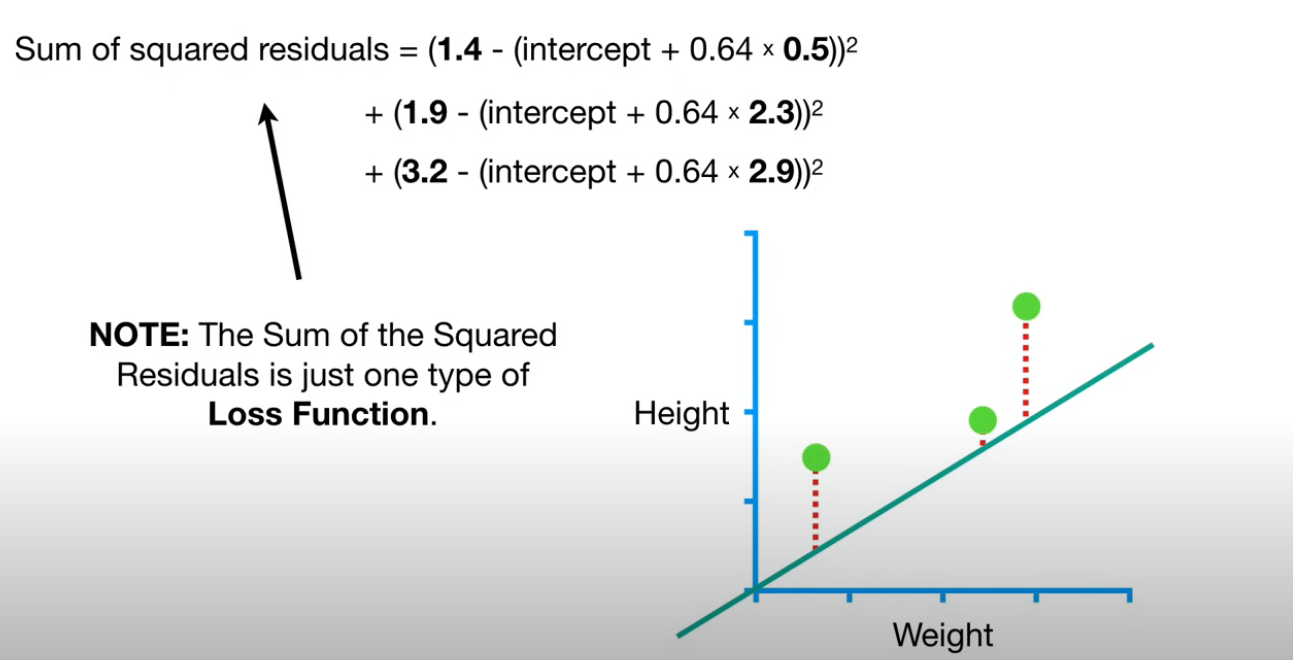 Sum of squared residuals = (1.4 - (intercept + 0.64 × 0.5))²
+ (1.9 - (intercept + 0.64 × 2.3))²
+ (3.2 - (intercept + 0.64 × 2.9))²
NOTE: The Sum of the Squared
Residuals is just one type of
Loss Function.
Height
Weight